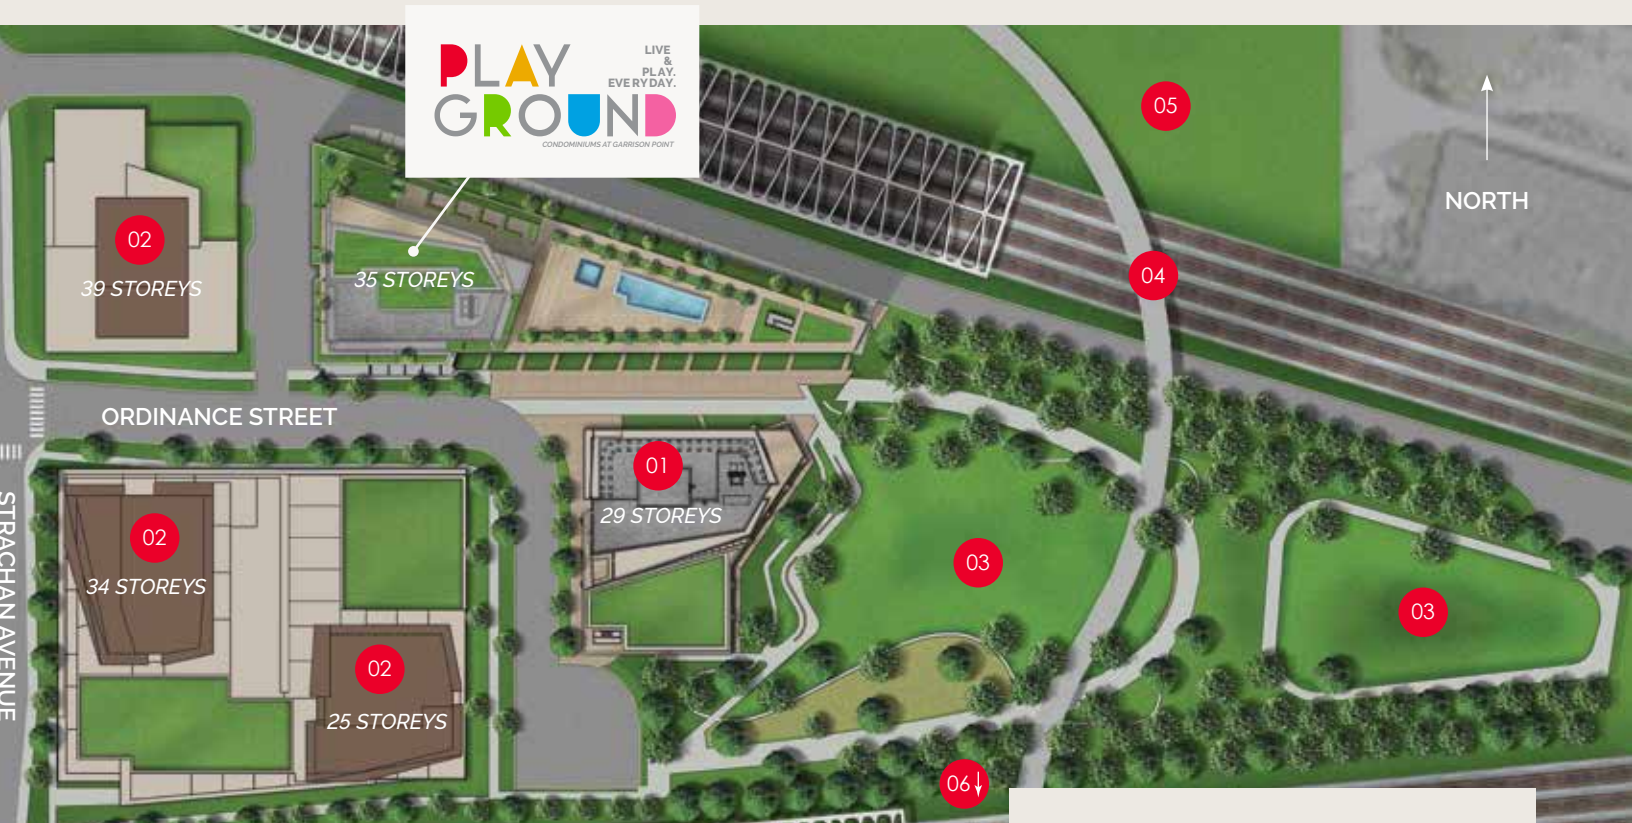 PLAY
GROUND
LIVE
&
PLAY.
EVERYDAY.
CONDOMINIUMS AT GARRISON POINT
05
NORTH
02
39 STOREYS
35 STOREYS
04
ORDINANCE STREET
01
29 STOREYS
02
34 STOREYS
03
03
02
25 STOREYS
STRACHAN AVENUE
06